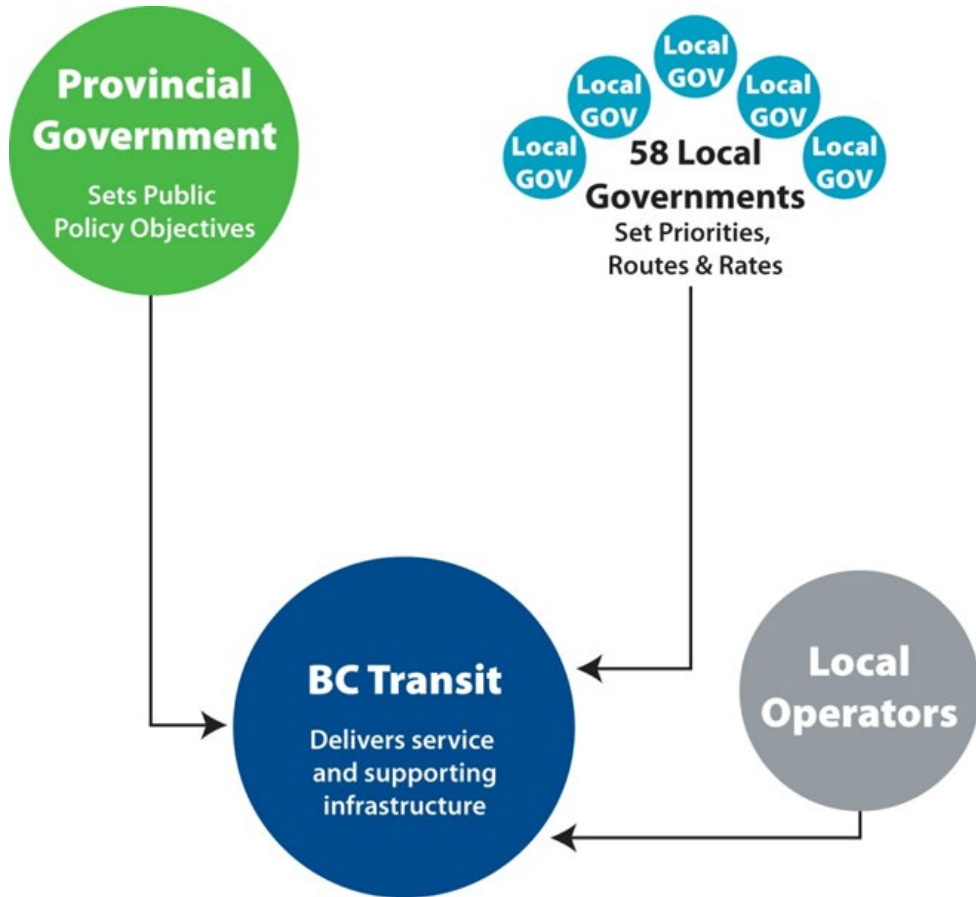 Provincial
Government
Sets Public
Policy Objectives
Local
GOV
Local
GOV
Local
GOV
Local
GOV
Local
GOV
58 Local
Governments
Set Priorities,
Routes & Rates
BC Transit
Delivers service
and supporting
infrastructure
Local
Operators